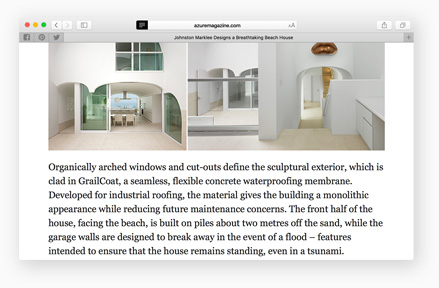 azuremagazine.com
AA
Johnston Marklee Designs a Breathtaking Beach House
Organically arched windows and cut-outs define the sculptural exterior, which is
clad in GrailCoat, a seamless, flexible concrete waterproofing membrane.
Developed for industrial roofing, the material gives the building a monolithic
appearance while reducing future maintenance concerns. The front half of the
house, facing the beach, is built on piles about two metres off the sand, while the
garage walls are designed to break away in the event of a flood – features
intended to ensure that the house remains standing, even in a tsunami.